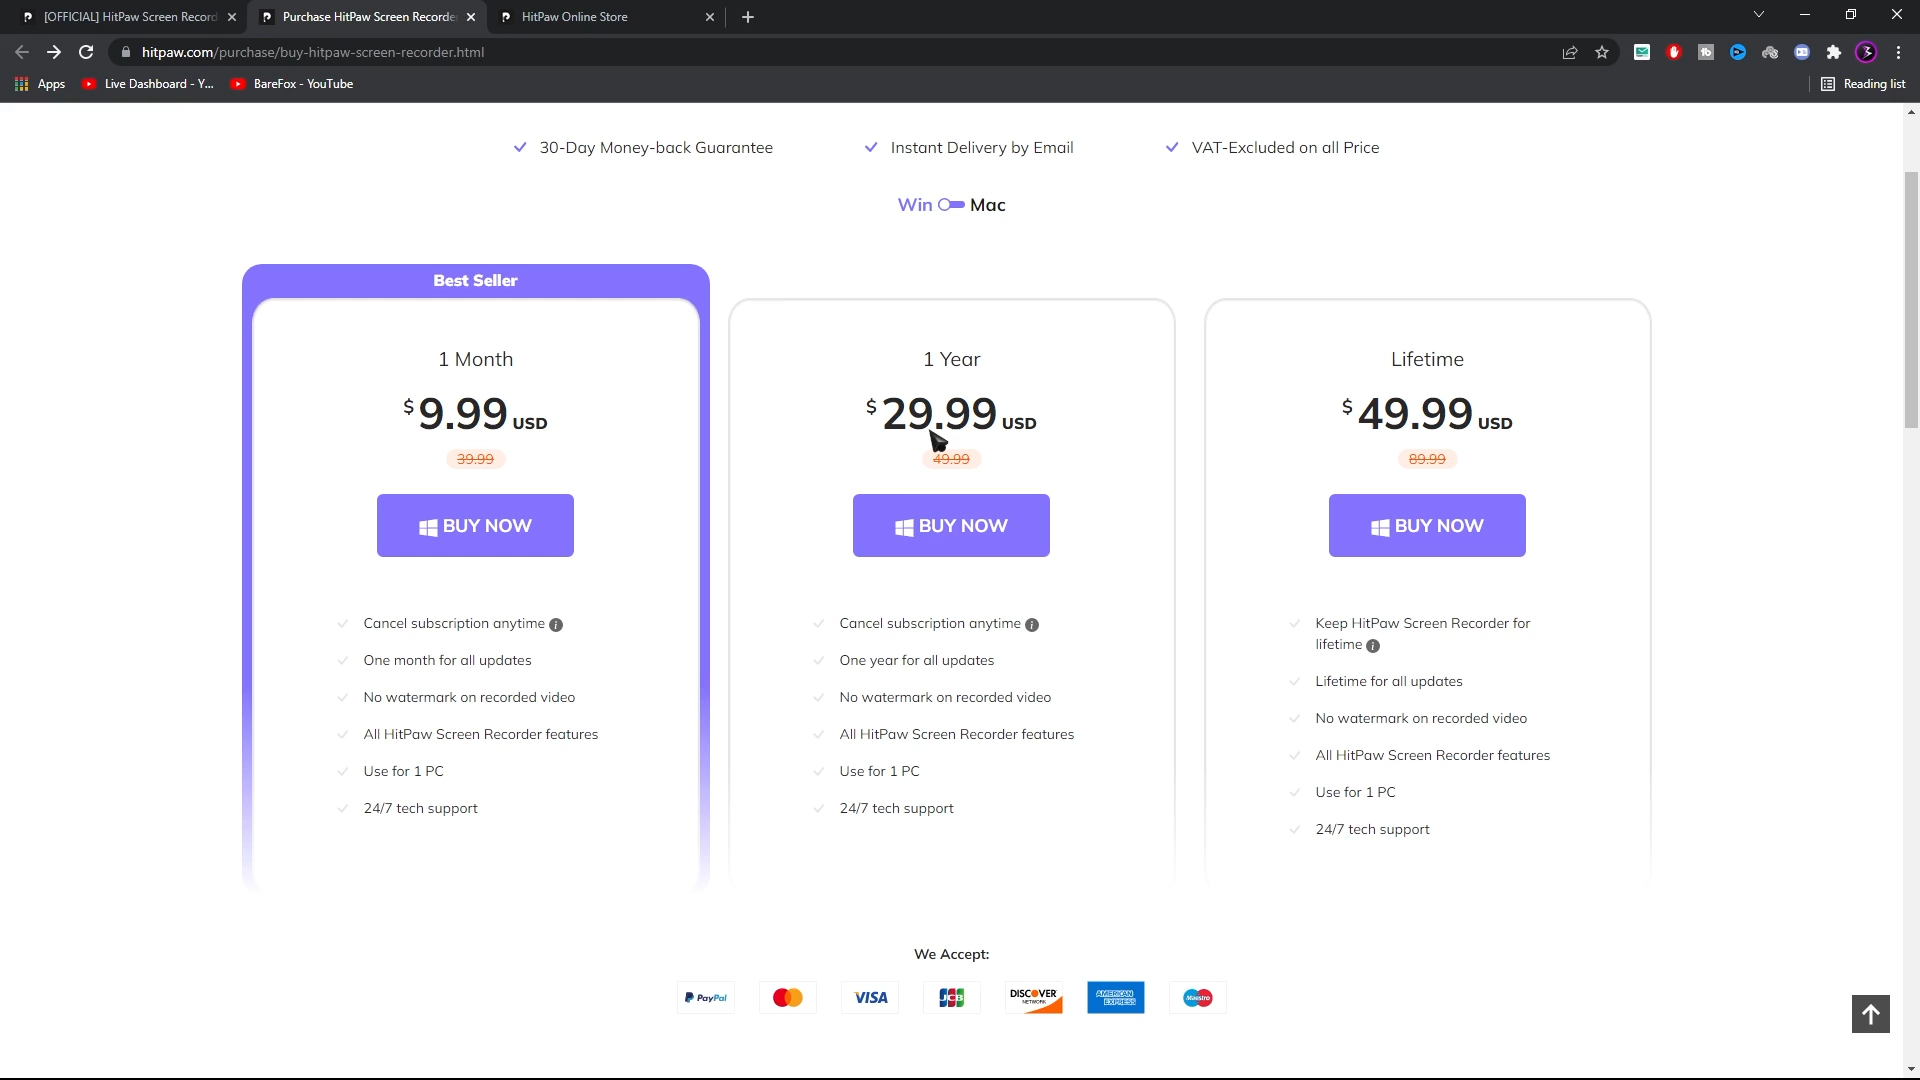 [OFFICIAL] HitPaw Screen Record
Purchase HitPaw Screen Recorde
HitPaw Online Store
hitpaw.com/purchase/buy-hitpaw-screen-recorder.html
Apps
Live Dashboard - Y...
BareFox - YouTube
Reading list
30-Day Money-back Guarantee
Instant Delivery by Email
VAT-Excluded on all Price
Win Mac
Best Seller
1 Month
$9.99 USD
39.99
BUY NOW
Cancel subscription anytime
One month for all updates
No watermark on recorded video
All HitPaw Screen Recorder features
Use for 1 PC
24/7 tech support
1 Year
$29.99 USD
49.99
BUY NOW
Cancel subscription anytime
One year for all updates
No watermark on recorded video
All HitPaw Screen Recorder features
Use for 1 PC
24/7 tech support
Lifetime
$49.99 USD
89.99
BUY NOW
Keep HitPaw Screen Recorder for
lifetime
Lifetime for all updates
No watermark on recorded video
All HitPaw Screen Recorder features
Use for 1 PC
24/7 tech support
We Accept:
PayPal
VISA
JCB
DISCOVER
NETWORK
AMERICAN
EXPRESS
Maestro